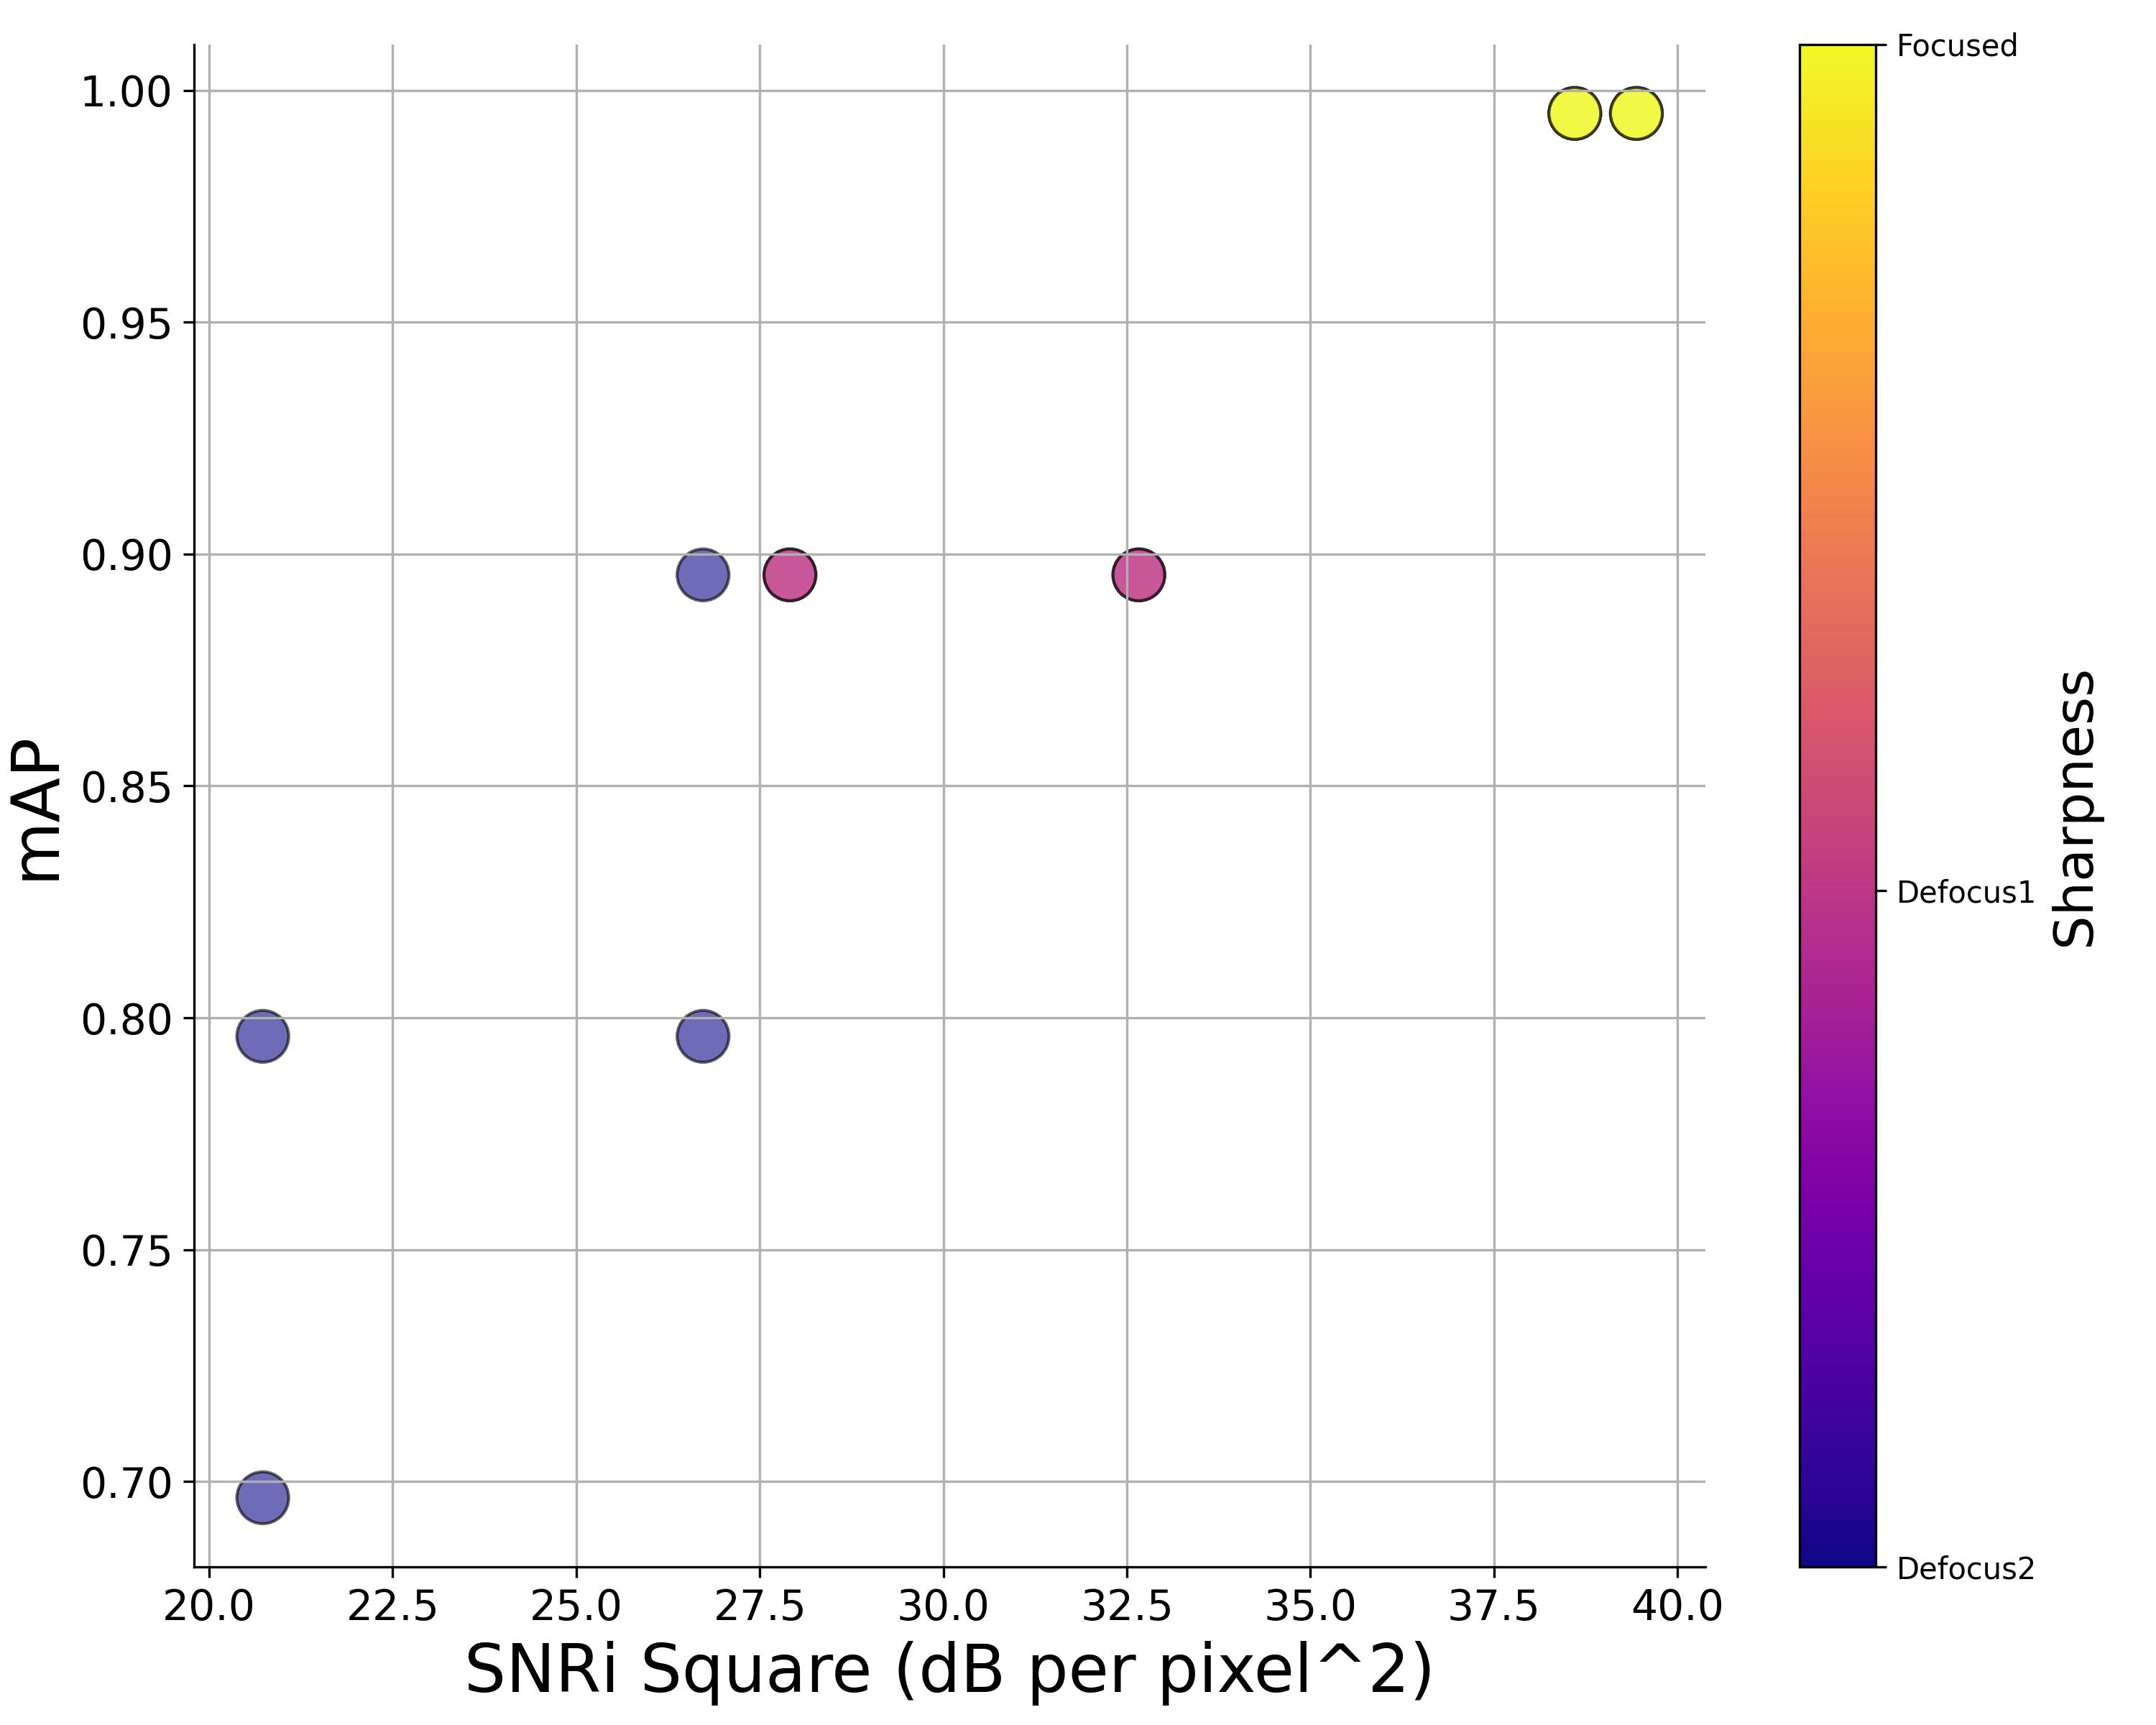 mAP
1.00
0.95
0.90
0.85
0.80
0.75
0.70
20.0 22.5 25.0 27.5 30.0 32.5 35.0 37.5 40.0
SNRi Square (dB per pixel^2)
Focused
Defocus1
Defocus2
Sharpness